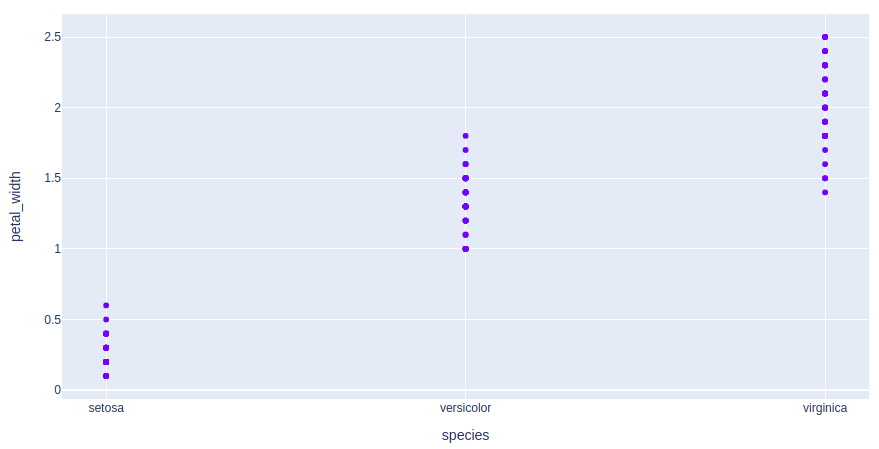 2.5
2
1.5
1
0.5
0
petal_width
setosa
versicolor
virginica
species